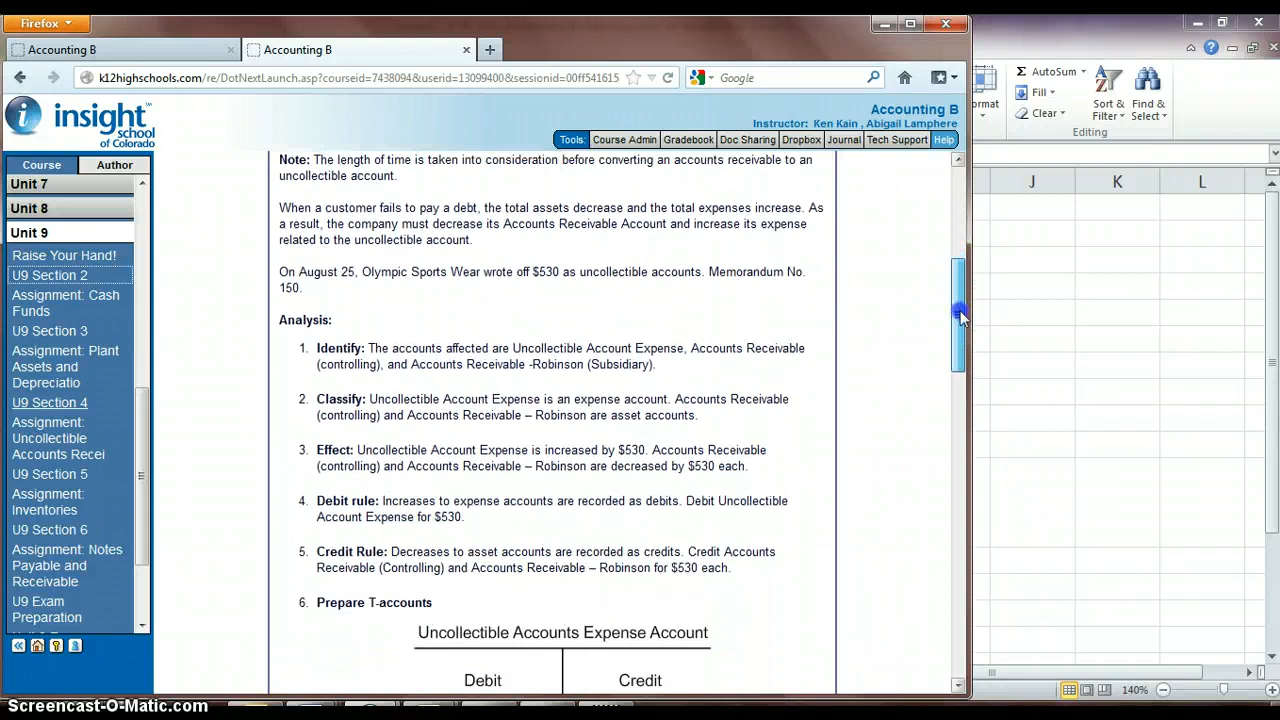 Firefox
Accounting B
Accounting B
k12highschools.com/re/DotNextLaunch.asp?courseid=7438094&userid=13099400&sessionid=00ff541615
Google
insight
school
of Colorado
Accounting B
Instructor: Ken Kain , Abigail Lamphere
Tools: Course Admin Gradebook Doc Sharing Dropbox Journal Tech Support Help
Course Author
Unit 7
Unit 8
Unit 9
Raise Your Hand!
U9 Section 2
Assignment: Cash
Funds
U9 Section 3
Assignment: Plant
Assets and
Depreciatio
U9 Section 4
Assignment:
Uncollectible
Accounts Recei
U9 Section 5
Assignment:
Inventories
U9 Section 6
Assignment: Notes
Payable and
Receivable
U9 Exam
Preparation
Note: The length of time is taken into consideration before converting an accounts receivable to an
uncollectible account.
When a customer fails to pay a debt, the total assets decrease and the total expenses increase. As
a result, the company must decrease its Accounts Receivable Account and increase its expense
related to the uncollectible account.
On August 25, Olympic Sports Wear wrote off $530 as uncollectible accounts. Memorandum No.
150.
Analysis:
1. Identify: The accounts affected are Uncollectible Account Expense, Accounts Receivable
(controlling), and Accounts Receivable -Robinson (Subsidiary).
2. Classify: Uncollectible Account Expense is an expense account. Accounts Receivable
(controlling) and Accounts Receivable – Robinson are asset accounts.
3. Effect: Uncollectible Account Expense is increased by $530. Accounts Receivable
(controlling) and Accounts Receivable – Robinson are decreased by $530 each.
4. Debit rule: Increases to expense accounts are recorded as debits. Debit Uncollectible
Account Expense for $530.
5. Credit Rule: Decreases to asset accounts are recorded as credits. Credit Accounts
Receivable (Controlling) and Accounts Receivable – Robinson for $530 each.
6. Prepare T-accounts
Uncollectible Accounts Expense Account
Debit Credit
Σ AutoSum
Fill
Clear
Sort &
Filter
Find &
Select
ormat
Editing
J K L
140%
Screencast-O-Matic.com